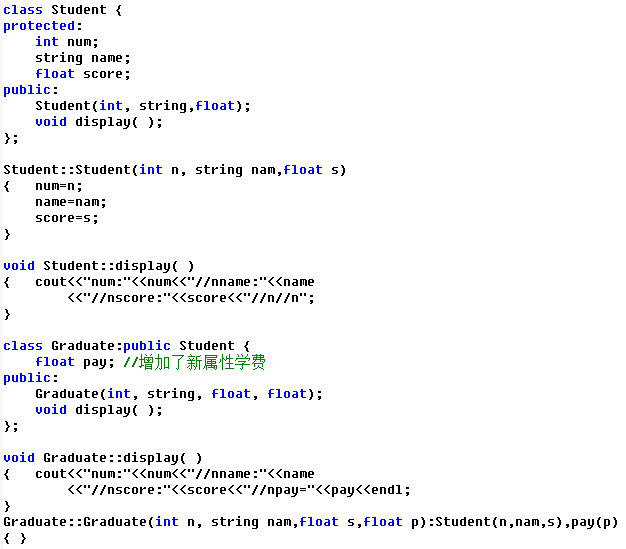 class Student {
protected:
    int num;
    string name;
    float score;
public:
    Student(int, string,float);
    void display( );
};

Student::Student(int n, string nam,float s)
{   num=n;
    name=nam;
    score=s;
}

void Student::display( )
{   cout<<"num:"<<num<<"//nname:"<<name
        <<"//nscore:"<<score<<"//n//n";
}

class Graduate:public Student {
    float pay; //增加了新属性学费
public:
    Graduate(int, string, float, float);
    void display( );
};

void Graduate::display( )
{   cout<<"num:"<<num<<"//nname:"<<name
        <<"//nscore:"<<score<<"//npay="<<pay<<endl;
}
Graduate::Graduate(int n, string nam,float s,float p):Student(n,nam,s),pay(p)
{ }